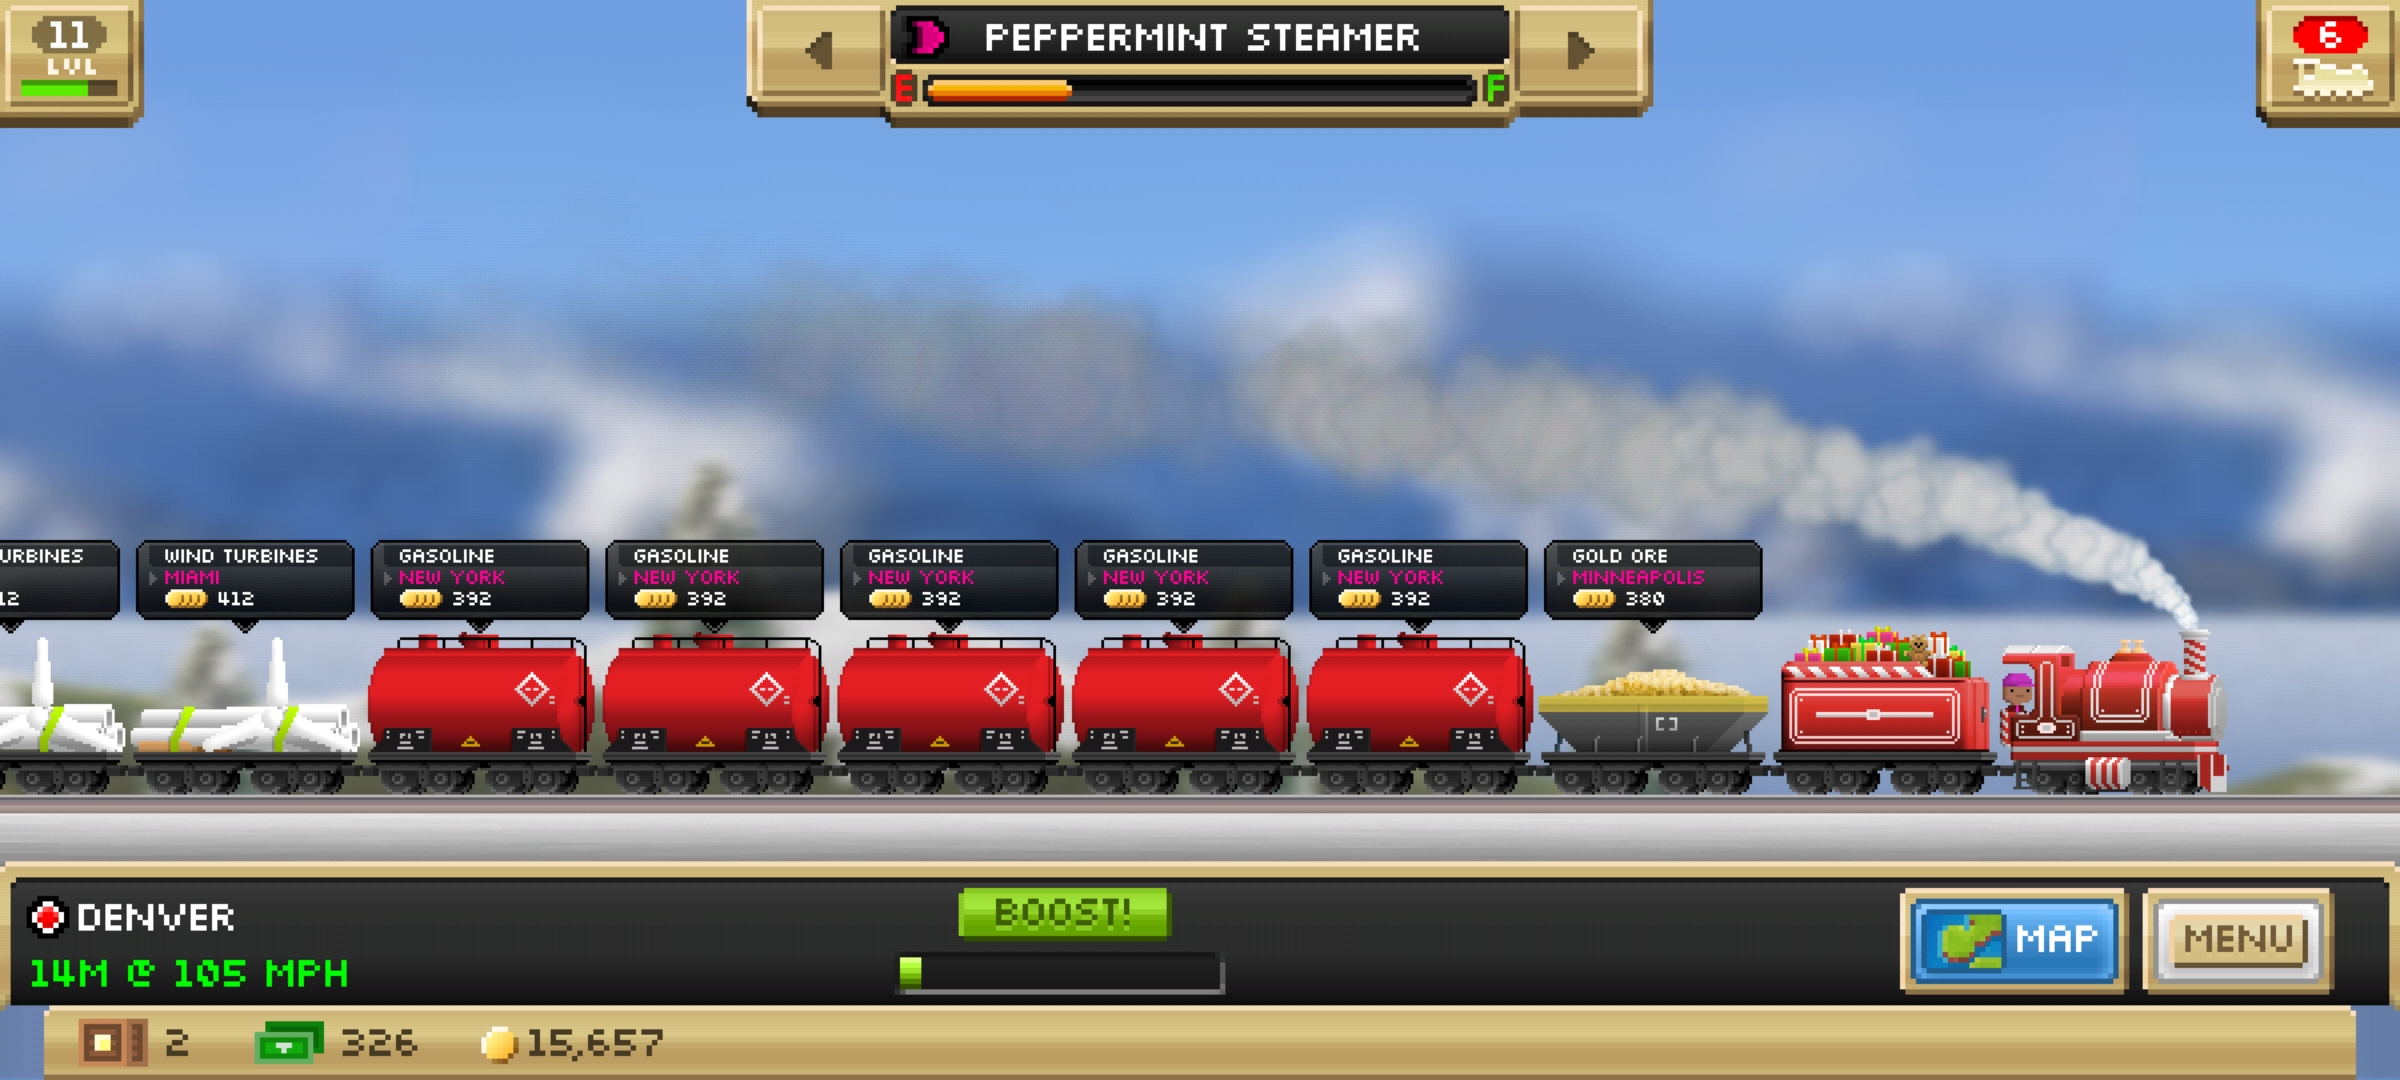 11
LVL
PEPPERMINT STEAMER
E
F
6
URBINES
12
WIND TURBINES
MIAMI
412
GASOLINE
NEW YORK
392
GASOLINE
NEW YORK
392
GASOLINE
NEW YORK
392
GASOLINE
NEW YORK
392
GASOLINE
NEW YORK
392
GOLD ORE
MINNEAPOLIS
380
DENVER
14M @ 105 MPH
BOOST!
MAP
MENU
2
326
15,657